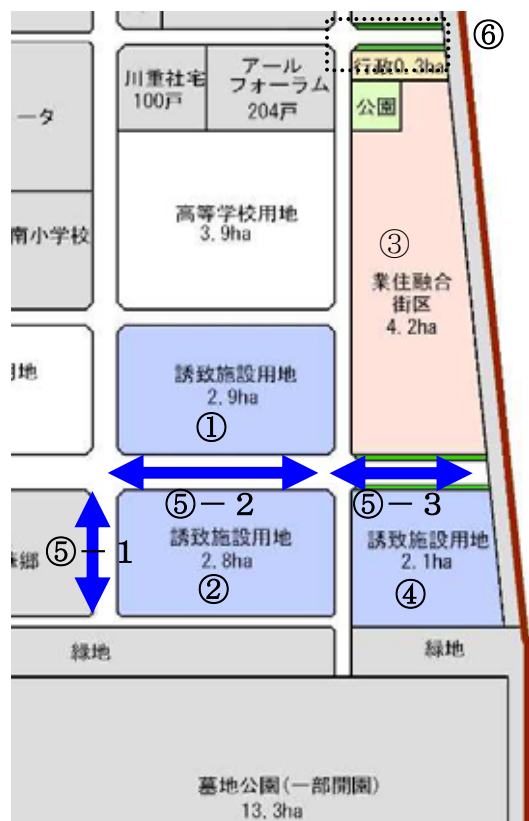 ⑥
川重社宅
100戸
アール
フォーラム
204戸
行政0.3ha
公園
ータ
高等学校用地
3.9ha
南小学校
③
業住融合
街区
4.2ha
誘致施設用地
2.9ha
①
用地
⑤－2
⑤－3
⑤－1
誘致施設用地
2.8ha
②
誘致施設用地
2.1ha
④
郷
緑地
緑地
墓地公園(一部開園)
13.3ha